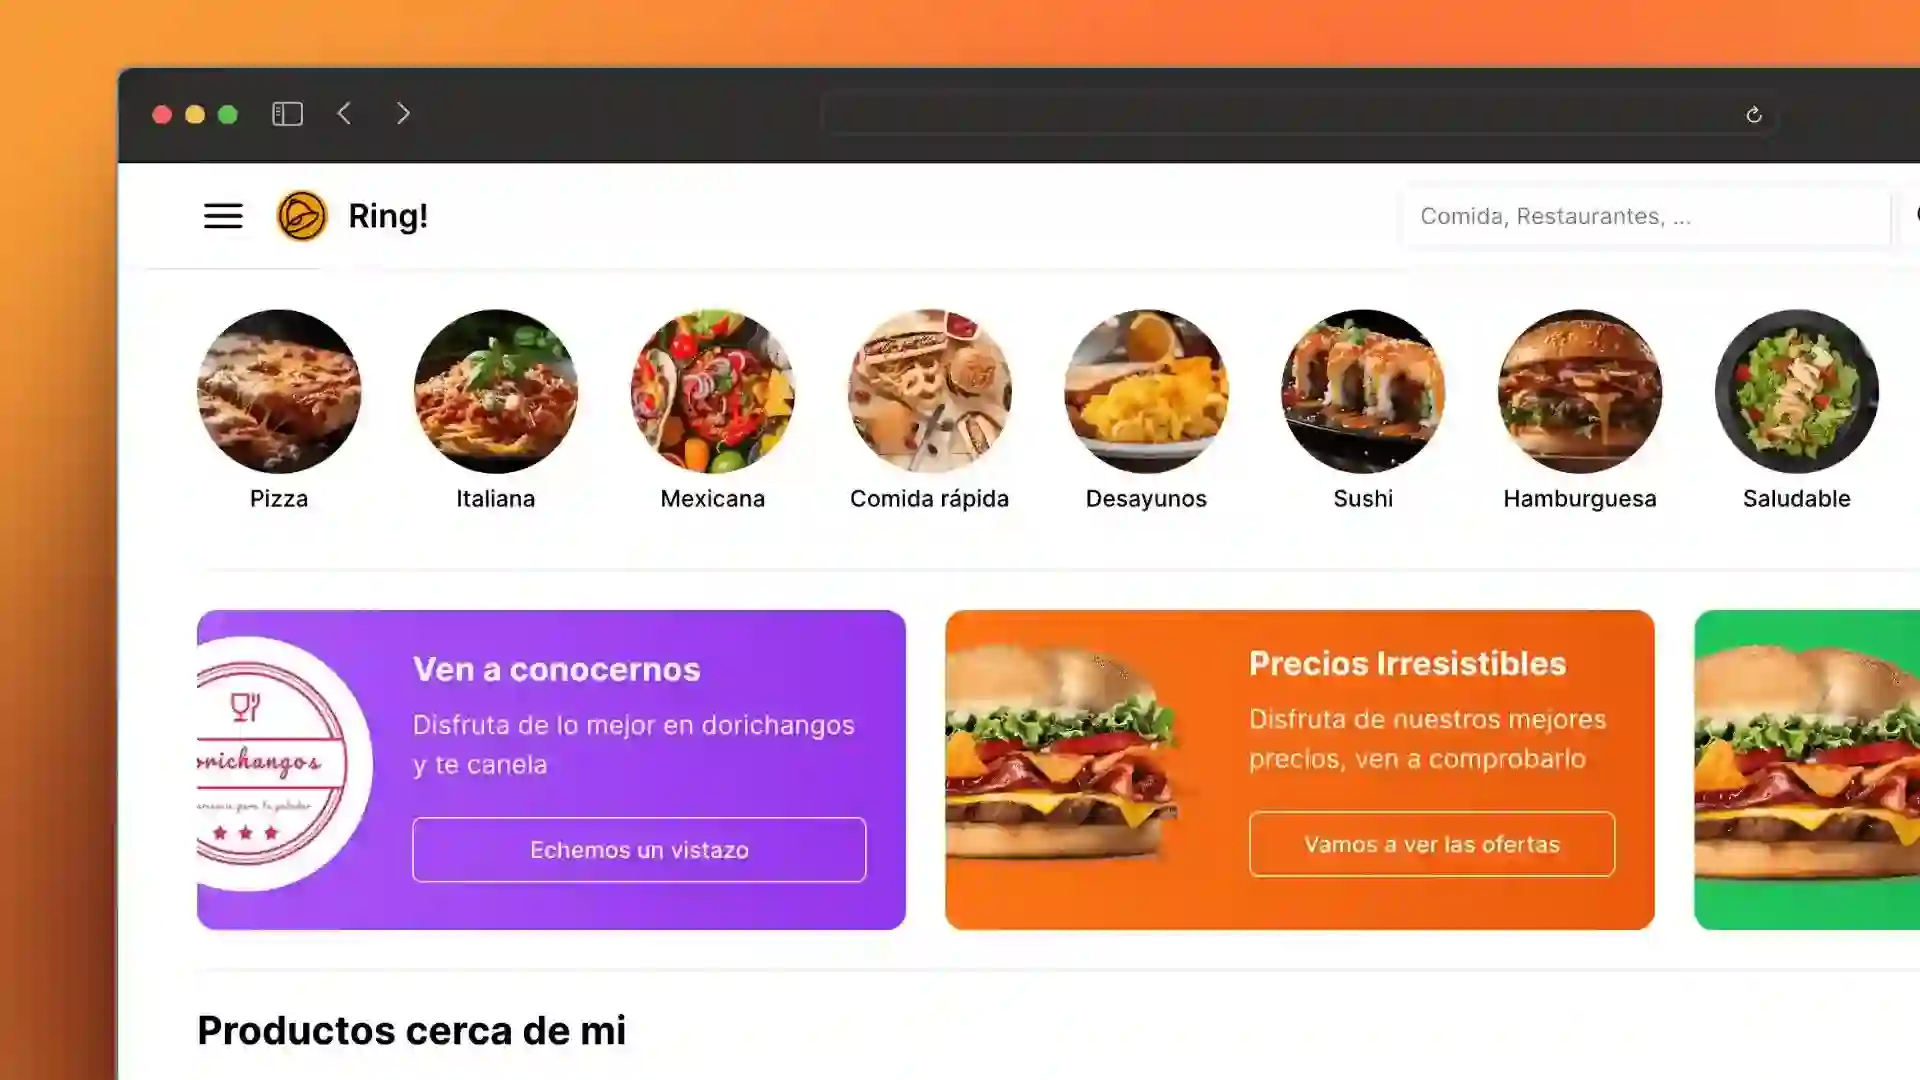 Ring!
Comida, Restaurantes, ...
Pizza
Italiana
Mexicana
Comida rápida
Desayunos
Sushi
Hamburguesa
Saludable
orichangos
Ven a conocernos
Disfruta de lo mejor en dorichangos
y te canela
Echemos un vistazo
Precios Irresistibles
Disfruta de nuestros mejores
precios, ven a comprobarlo
Vamos a ver las ofertas
Productos cerca de mi